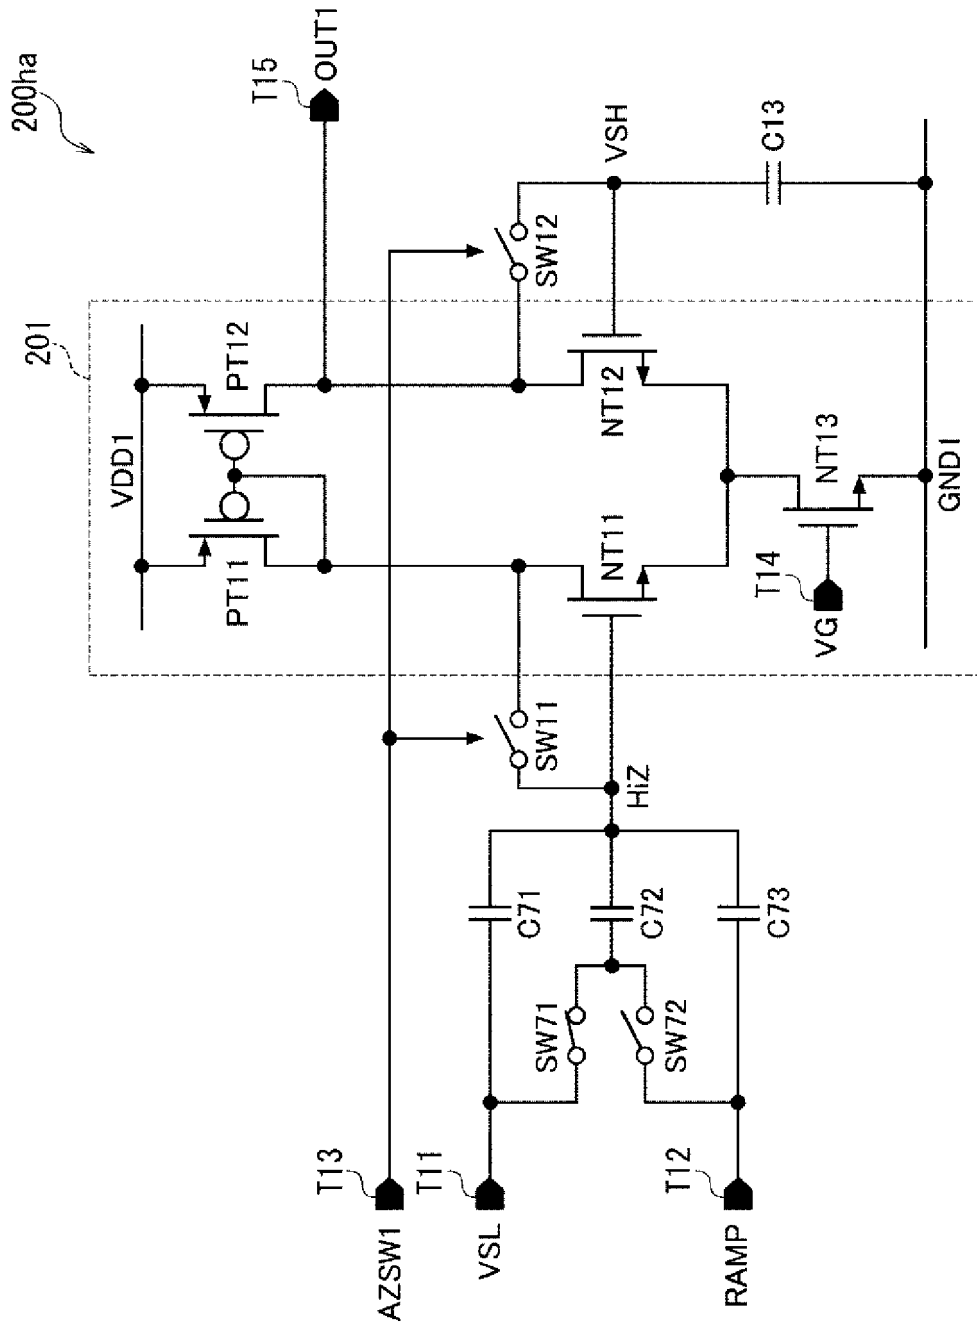 200ha
201
VDD1
T15
OUT1
PT11
PT12
T13
AZSW1
SW11
SW12
VSH
C13
NT11
NT12
HiZ
T11
VSL
C71
SW71
C72
SW72
C73
T12
RAMP
T14
VG
NT13
GND1